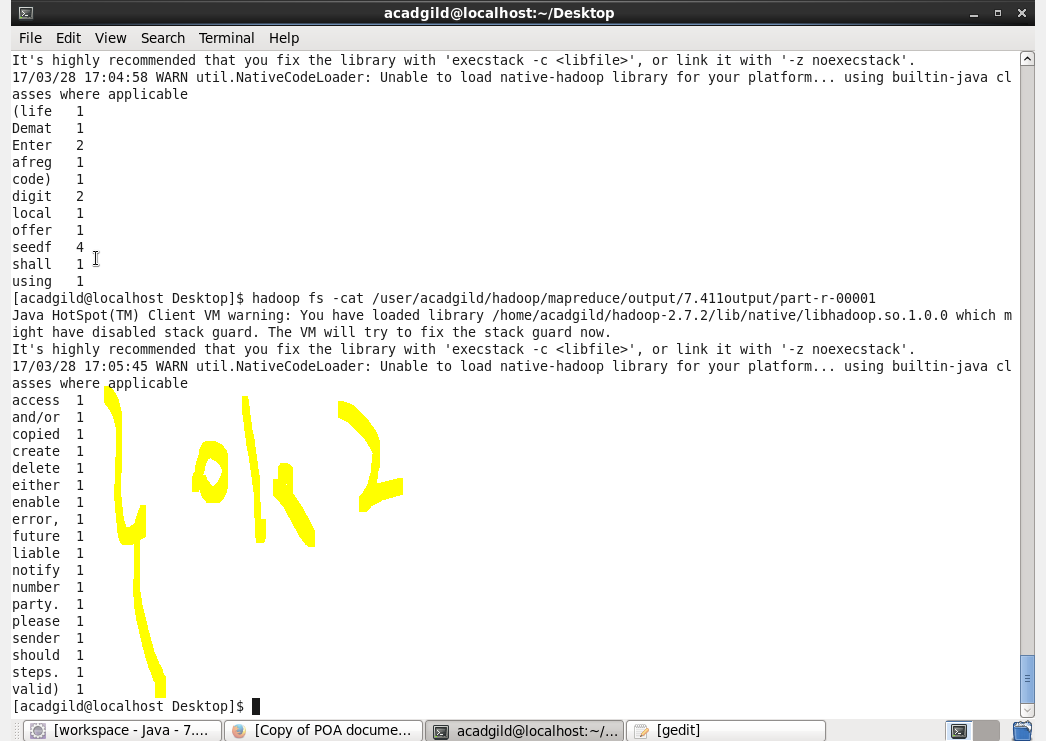 acadgild@localhost:~/Desktop
File Edit View Search Terminal Help
It's highly recommended that you fix the library with 'execstack -c <libfile>', or link it with '-z noexecstack'.
17/03/28 17:04:58 WARN util.NativeCodeLoader: Unable to load native-hadoop library for your platform... using builtin-java cl
asses where applicable
(life 1
Demat 1
Enter 2
afreg 1
code) 1
digit 2
local 1
offer 1
seedf 4
shall 1
using 1
[acadgild@localhost Desktop]$ hadoop fs -cat /user/acadgild/hadoop/mapreduce/output/7.411output/part-r-00001
Java HotSpot(TM) Client VM warning: You have loaded library /home/acadgild/hadoop-2.7.2/lib/native/libhadoop.so.1.0.0 which m
ight have disabled stack guard. The VM will try to fix the stack guard now.
It's highly recommended that you fix the library with 'execstack -c <libfile>', or link it with '-z noexecstack'.
17/03/28 17:05:45 WARN util.NativeCodeLoader: Unable to load native-hadoop library for your platform... using builtin-java cl
asses where applicable
access 1
and/or 1
copied 1
create 1
delete 1
either 1
enable 1
error, 1
future 1
liable 1
notify 1
number 1
party. 1
please 1
sender 1
should 1
steps. 1
valid) 1
o/p 2
[acadgild@localhost Desktop]$
[workspace - Java - 7.... [Copy of POA docume... acadgild@localhost:~/... [gedit]